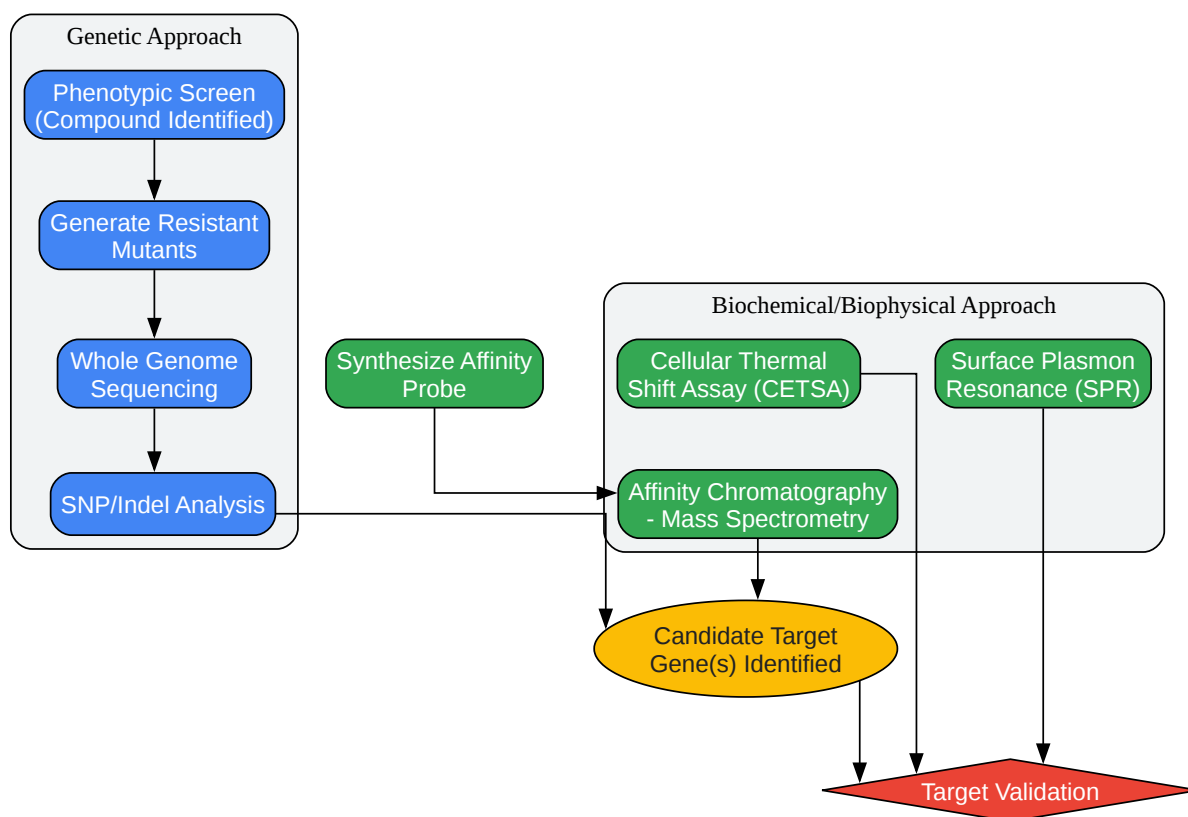 Genetic Approach
Phenotypic Screen
(Compound Identified)
Generate Resistant
Mutants
Whole Genome
Sequencing
SNP/Indel Analysis
Synthesize Affinity
Probe
Biochemical/Biophysical Approach
Cellular Thermal
Shift Assay (CETSA)
Surface Plasmon
Resonance (SPR)
Affinity Chromatography
- Mass Spectrometry
Candidate Target
Gene(s) Identified
Target Validation